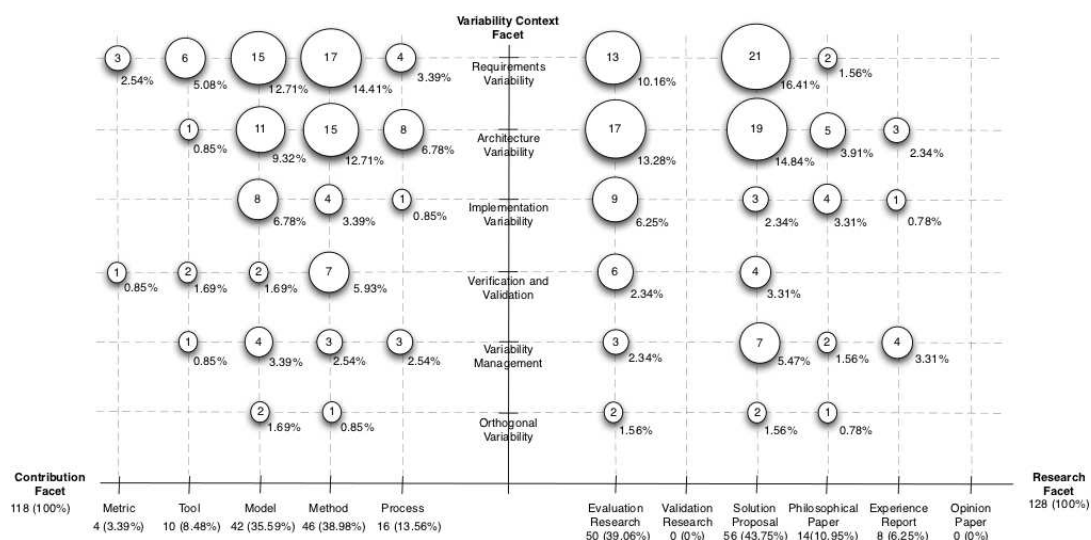 Variability Context
Facet
3
2.54%
6
5.08%
15
12.71%
17
14.41%
4
3.39%
Requirements
Variability
13
10.16%
21
16.41%
2
1.56%
1
0.85%
11
9.32%
15
12.71%
8
6.78%
Architecture
Variability
17
13.28%
19
14.84%
5
3.91%
3
2.34%
8
6.78%
4
3.39%
1
0.85%
Implementation
Variability
9
6.25%
3
2.34%
4
3.31%
1
0.78%
1
0.85%
2
1.69%
2
1.69%
7
5.93%
Verification and
Validation
6
2.34%
4
3.31%
1
0.85%
4
3.39%
3
2.54%
3
2.54%
Variability
Management
3
2.34%
7
5.47%
2
1.56%
4
3.31%
2
1.69%
1
0.85%
Orthogonal
Variability
2
1.56%
2
1.56%
1
0.78%
Contribution
Facet
118 (100%)
Metric
4 (3.39%)
Tool
10 (8.48%)
Model
42 (35.59%)
Method
46 (38.98%)
Process
16 (13.56%)
Evaluation
Research
50 (39.06%)
Validation
Research
0 (0%)
Solution
Proposal
56 (43.75%)
Philosophical
Paper
14(10.95%)
Experience
Report
8 (6.25%)
Opinion
Paper
0 (0%)
Research
Facet
128 (100%)